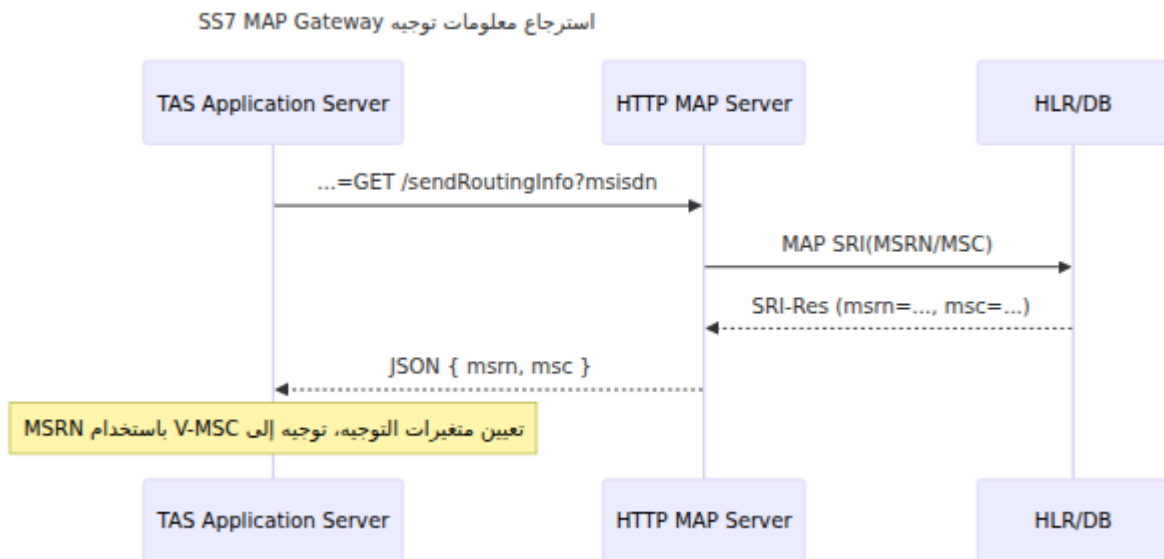 استرجاع معلومات توجيه SS7 MAP Gateway
TAS Application Server
HTTP MAP Server
HLR/DB
...=GET /sendRoutingInfo?msisdn
MAP SRI(MSRN/MSC)
SRI-Res (msrn=..., msc=...)
JSON { msrn, msc }
تعيين متغيرات التوجيه، توجيه إلى V-MSC باستخدام MSRN
TAS Application Server
HTTP MAP Server
HLR/DB